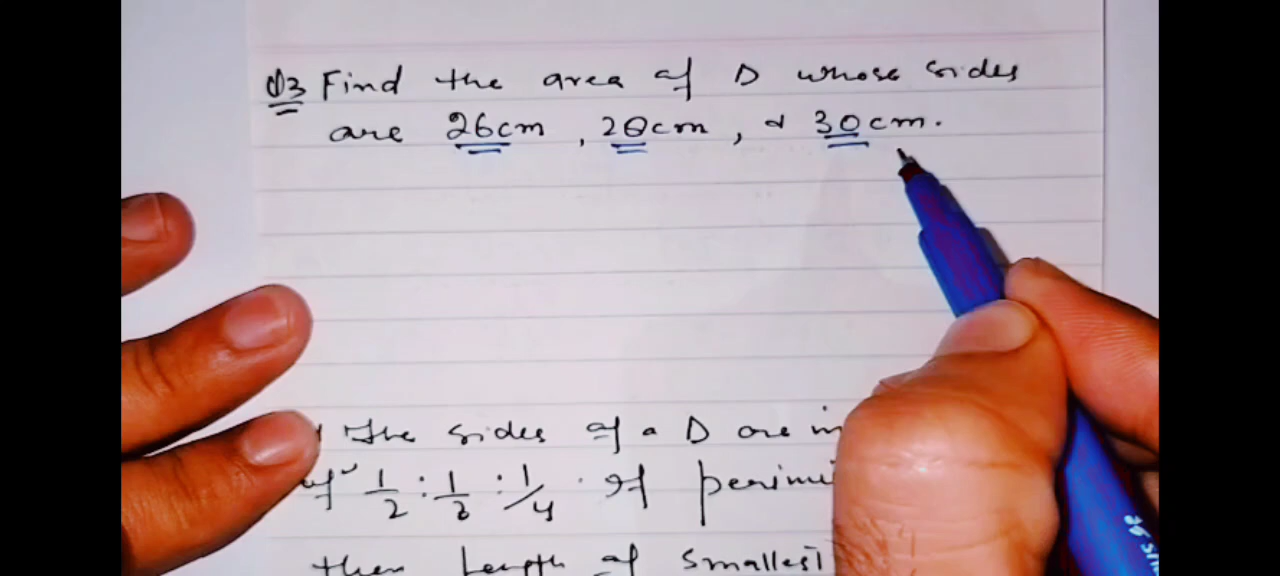 Q3 Find the area of Δ whose sides
are 26cm, 28cm, & 30cm.
The sides of a Δ are in
of 1/2 : 1/3 : 1/4 . If
then length of smallest